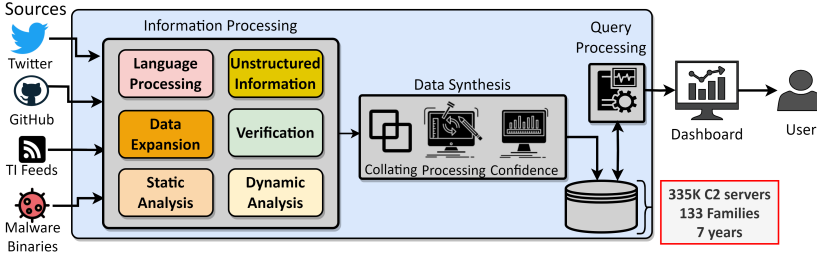 Sources
Twitter
GitHub
TI Feeds
Malware
Binaries
Information Processing
Language
Processing
Unstructured
Information
Data
Expansion
Verification
Static
Analysis
Dynamic
Analysis
Data Synthesis
Collating Processing Confidence
Query
Processing
Dashboard
User
335K C2 servers
133 Families
7 years